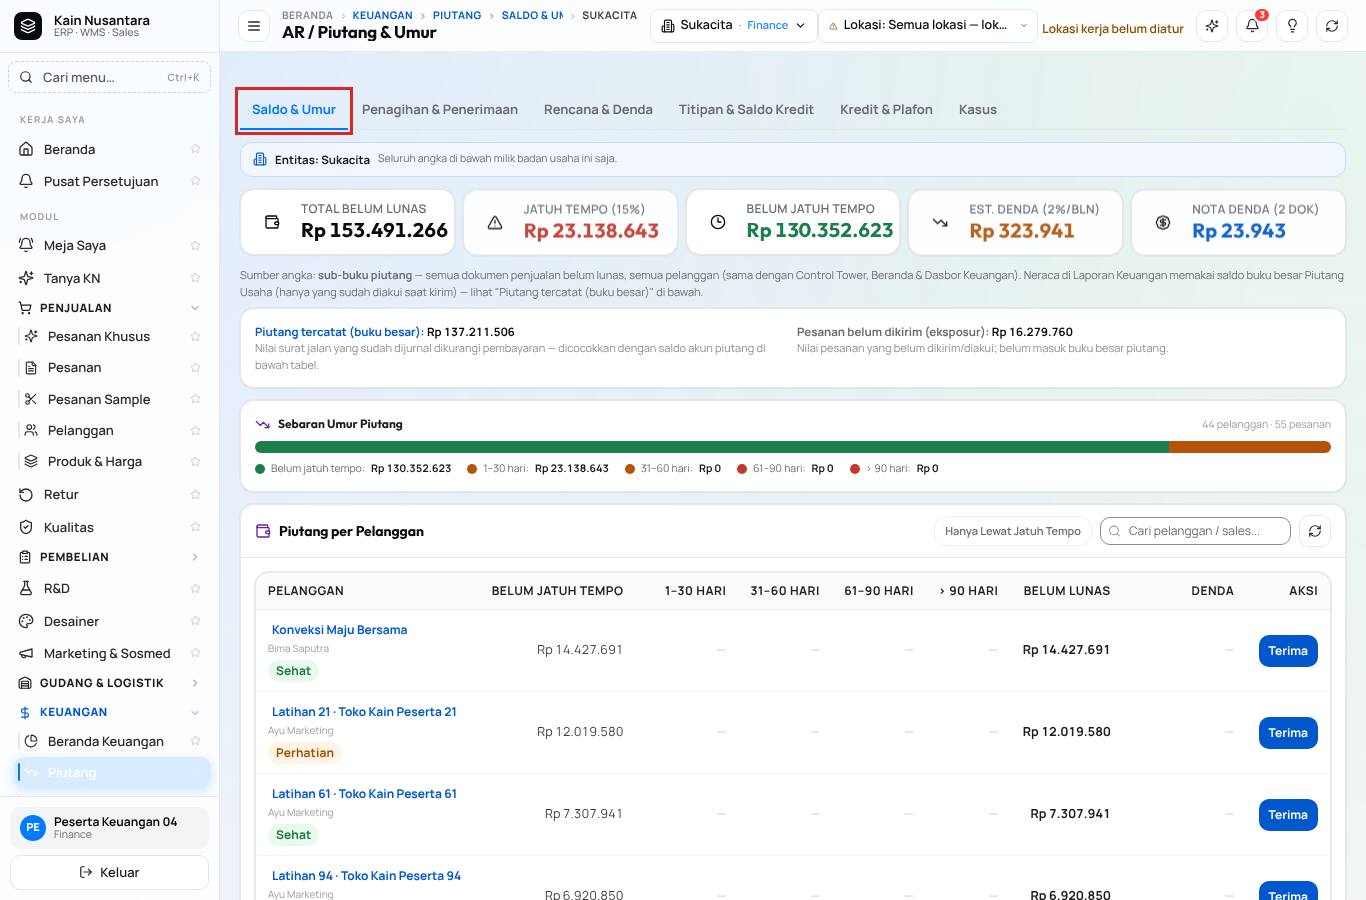 Kain Nusantara
ERP · WMS · Sales
Cari menu...
Ctrl+K
KERJA SAYA
Beranda
Pusat Persetujuan
MODUL
Meja Saya
Tanya KN
PENJUALAN
Pesanan Khusus
Pesanan
Pesanan Sample
Pelanggan
Produk & Harga
Retur
Kualitas
PEMBELIAN
R&D
Desainer
Marketing & Sosmed
GUDANG & LOGISTIK
KEUANGAN
Beranda Keuangan
Piutang
PE
Peserta Keuangan 04
Finance
Keluar
BERANDA › KEUANGAN › PIUTANG › SALDO & UM › SUKACITA
AR / Piutang & Umur
Sukacita · Finance
Lokasi: Semua lokasi — lok...
Lokasi kerja belum diatur
3
Saldo & Umur
Penagihan & Penerimaan
Rencana & Denda
Titipan & Saldo Kredit
Kredit & Plafon
Kasus
Entitas: Sukacita Seluruh angka di bawah milik badan usaha ini saja.
TOTAL BELUM LUNAS
Rp 153.491.266
JATUH TEMPO (15%)
Rp 23.138.643
BELUM JATUH TEMPO
Rp 130.352.623
EST. DENDA (2%/BLN)
Rp 323.941
NOTA DENDA (2 DOK)
Rp 23.943
Sumber angka: sub-buku piutang — semua dokumen penjualan belum lunas, semua pelanggan (sama dengan Control Tower, Beranda & Dasbor Keuangan). Neraca di Laporan Keuangan memakai saldo buku besar Piutang
Usaha (hanya yang sudah diakui saat kirim) — lihat "Piutang tercatat (buku besar)" di bawah.
Piutang tercatat (buku besar): Rp 137.211.506
Nilai surat jalan yang sudah dijurnal dikurangi pembayaran — dicocokkan dengan saldo akun piutang di
bawah tabel.
Pesanan belum dikirim (eksposur): Rp 16.279.760
Nilai pesanan yang belum dikirim/diakui; belum masuk buku besar piutang.
Sebaran Umur Piutang
44 pelanggan · 55 pesanan
Belum jatuh tempo: Rp 130.352.623
1–30 hari: Rp 23.138.643
31–60 hari: Rp 0
61–90 hari: Rp 0
> 90 hari: Rp 0
Piutang per Pelanggan
Hanya Lewat Jatuh Tempo
Cari pelanggan / sales...
PELANGGAN BELUM JATUH TEMPO 1–30 HARI 31–60 HARI 61–90 HARI > 90 HARI BELUM LUNAS DENDA AKSI
Konveksi Maju Bersama
Bima Saputra
Sehat
Rp 14.427.691 — — — — Rp 14.427.691 — Terima
Latihan 21 · Toko Kain Peserta 21
Ayu Marketing
Perhatian
Rp 12.019.580 — — — — Rp 12.019.580 — Terima
Latihan 61 · Toko Kain Peserta 61
Ayu Marketing
Sehat
Rp 7.307.941 — — — — Rp 7.307.941 — Terima
Latihan 94 · Toko Kain Peserta 94
Ayu Marketing
Rp 6.920.850 — — — — Rp 6.920.850 — Terima